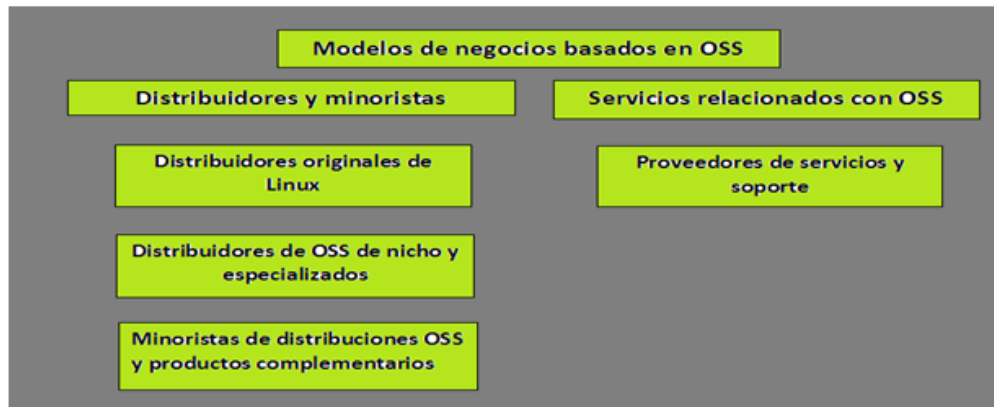 Modelos de negocios basados en OSS
Distribuidores y minoristas
Servicios relacionados con OSS
Distribuidores originales de
Linux
Proveedores de servicios y
soporte
Distribuidores de OSS de nicho y
especializados
Minoristas de distribuciones OSS
y productos complementarios